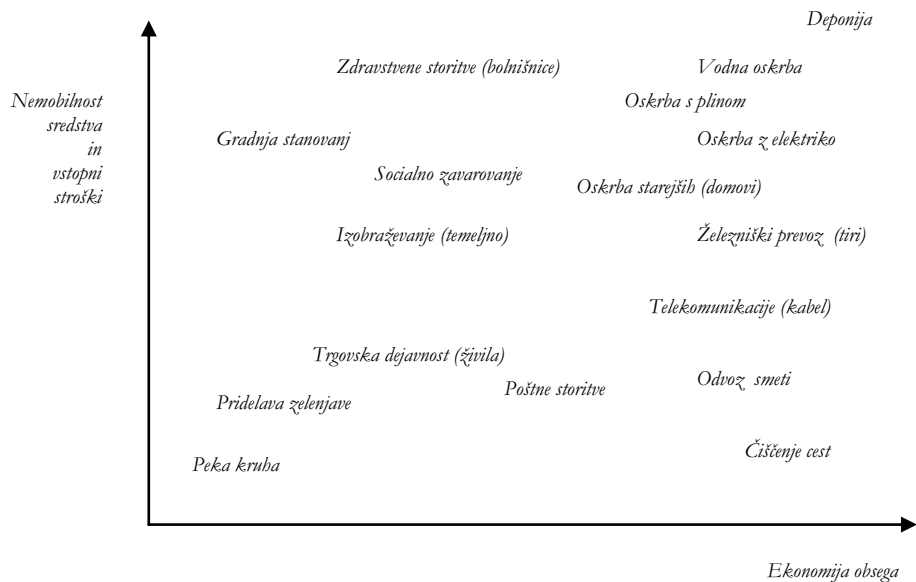 Deponija
Zdravstvene storitve (bolnišnice)
Vodna oskrba
Nemobilnost
sredstva
in
vstopni
stroški
Oskrba s plinom
Gradnja stanovanj
Oskrba z elektriko
Socialno zavarovanje
Oskrba starejših (domovi)
Izobraževanje (temeljno)
Železniški prevoz (tiri)
Telekomunikacije (kabel)
Trgovska dejavnost (živila)
Odvoz smeti
Poštne storitve
Pridelava zelenjave
Čiščenje cest
Peka kruha
Ekonomija obsega